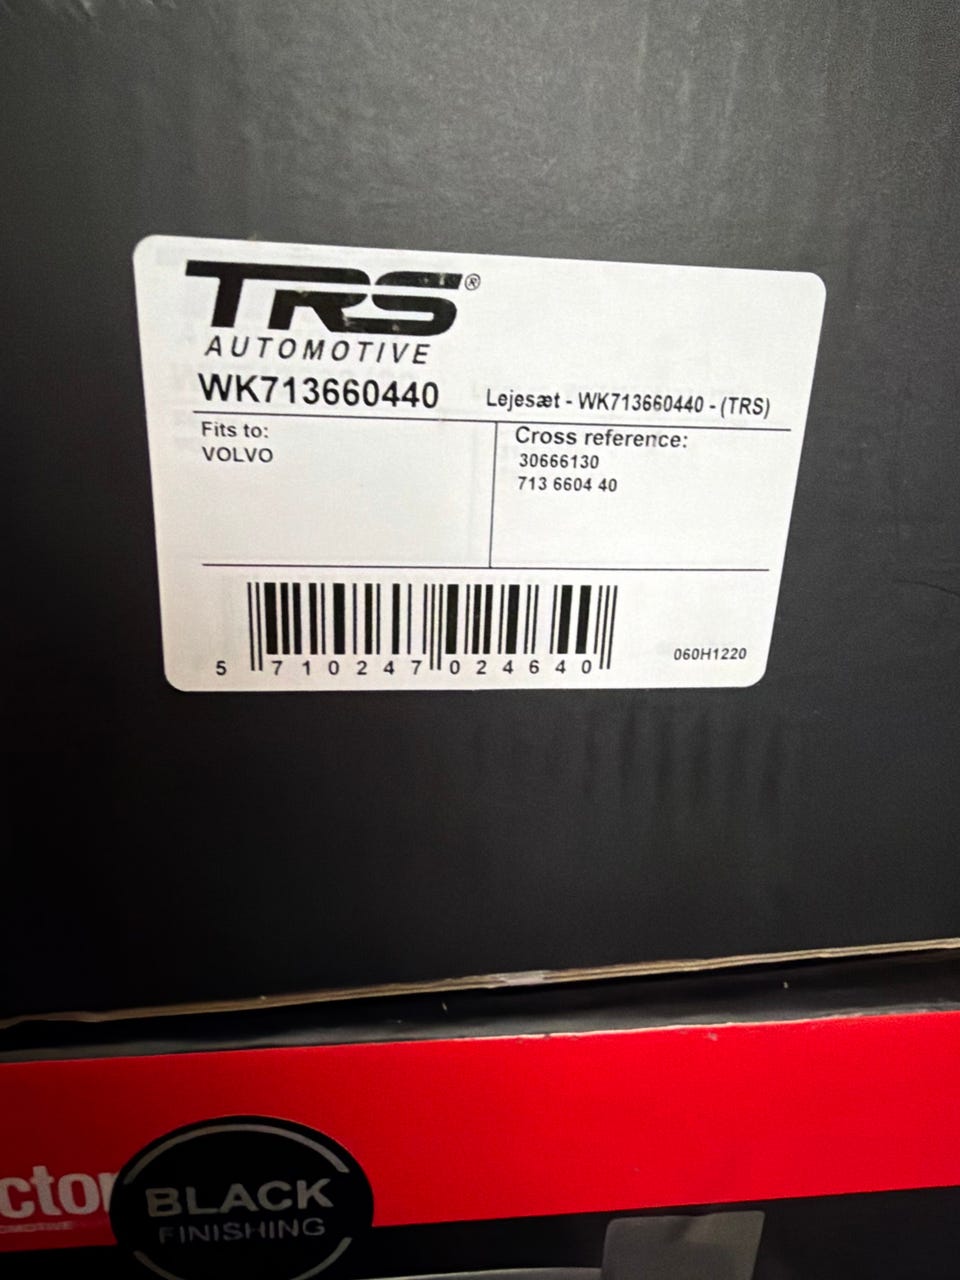 TRS®
AUTOMOTIVE
WK713660440 Lejesæt - WK713660440 - (TRS)
Fits to:
VOLVO
Cross reference:
30666130
713 6604 40
5 710247 024640
060H1220
BLACK
FINISHING